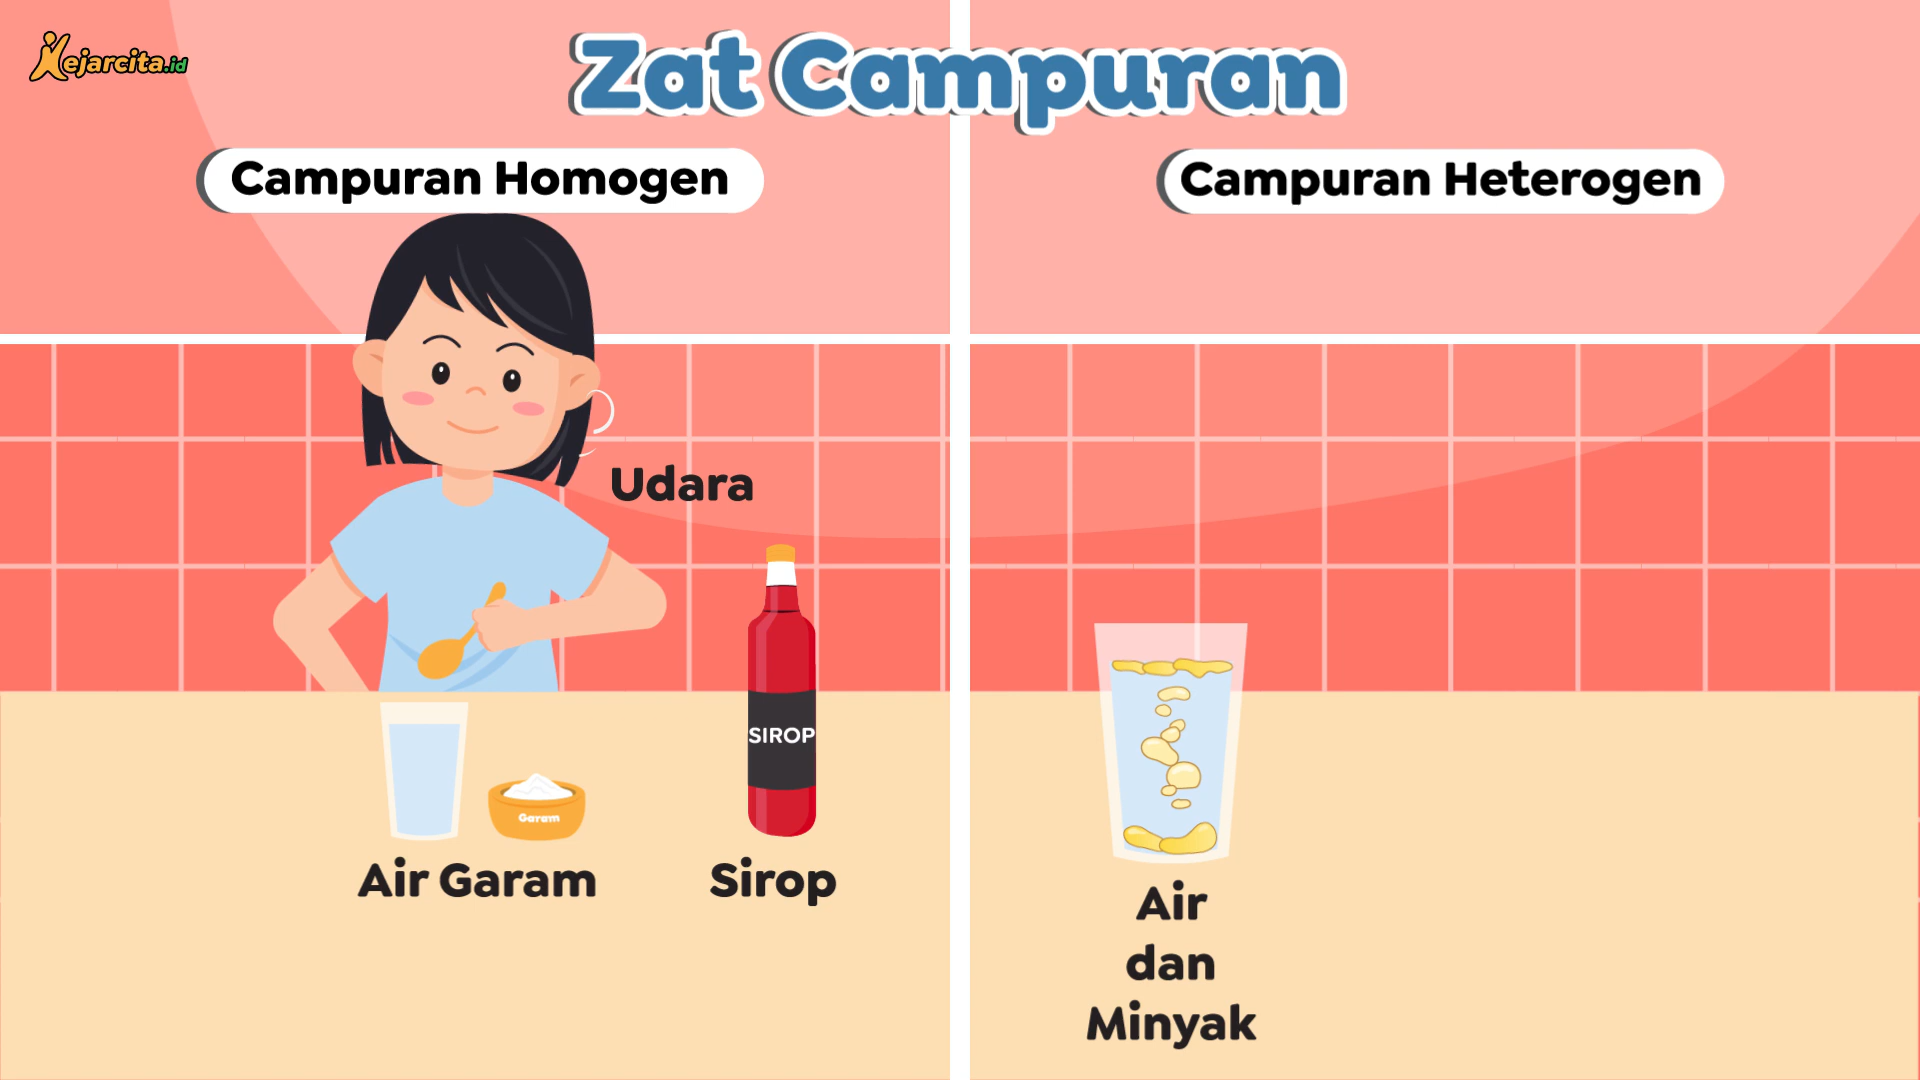 Kejarcita.id
Zat Campuran
Campuran Homogen
Campuran Heterogen
Udara
SIROP
Garam
Air Garam
Sirop
Air
dan
Minyak